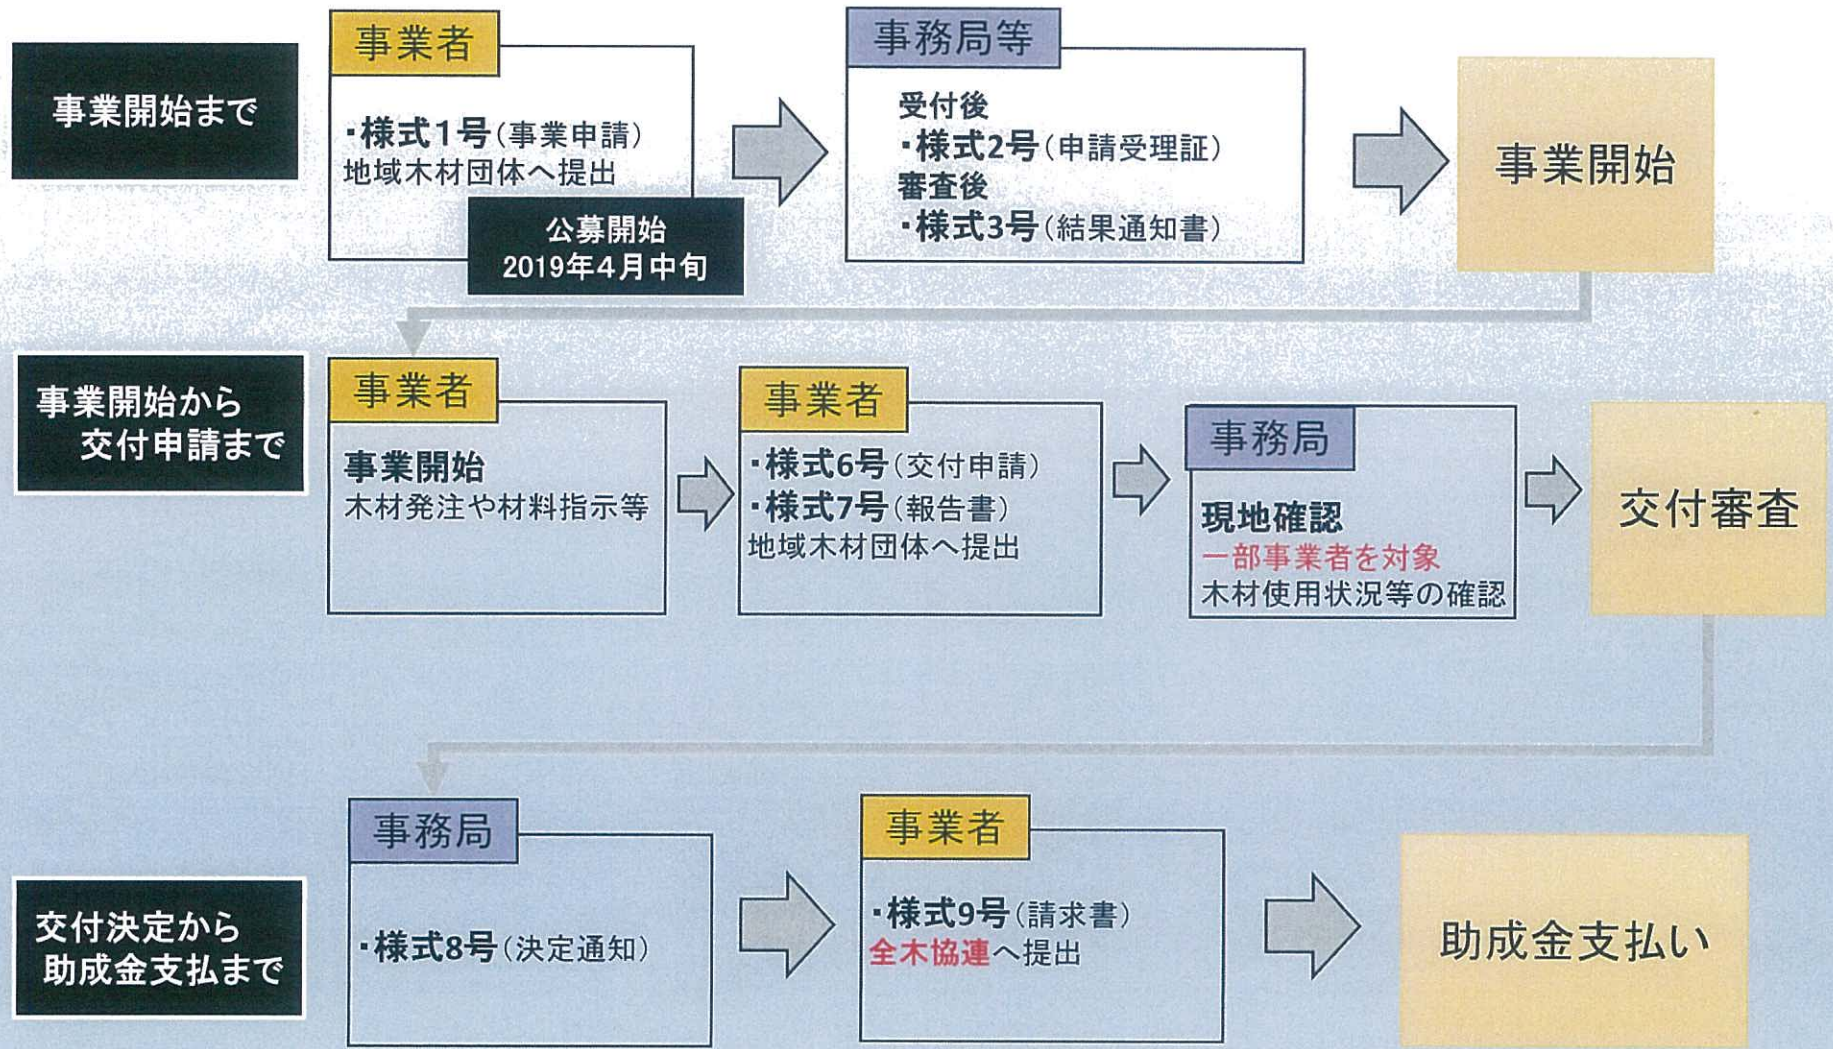 事業開始まで
事業者
・様式1号(事業申請)
地域木材団体へ提出
公募開始
2019年4月中旬
事務局等
受付後
・様式2号(申請受理証)
審査後
・様式3号(結果通知書)
事業開始
事業開始から
交付申請まで
事業者
事業開始
木材発注や材料指示等
事業者
・様式6号(交付申請)
・様式7号(報告書)
地域木材団体へ提出
事務局
現地確認
一部事業者を対象
木材使用状況等の確認
交付審査
交付決定から
助成金支払まで
事務局
・様式8号(決定通知)
事業者
・様式9号(請求書)
全木協連へ提出
助成金支払い